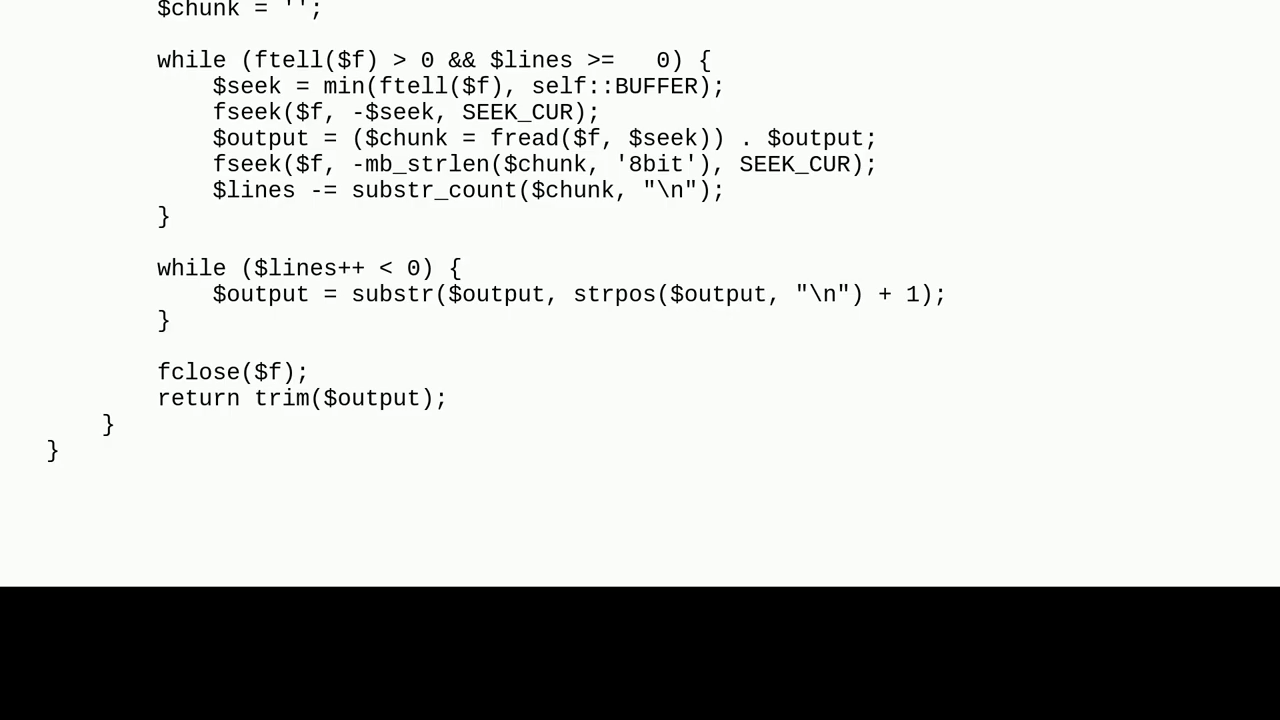 $chunk = '';
while (ftell($f) > 0 && $lines >=   0) {
$seek = min(ftell($f), self::BUFFER);
fseek($f, -$seek, SEEK_CUR);
$output = ($chunk = fread($f, $seek)) . $output;
fseek($f, -mb_strlen($chunk, '8bit'), SEEK_CUR);
$lines -= substr_count($chunk, "\n");
}
while ($lines++ < 0) {
$output = substr($output, strpos($output, "\n") + 1);
}
fclose($f);
return trim($output);
}
}